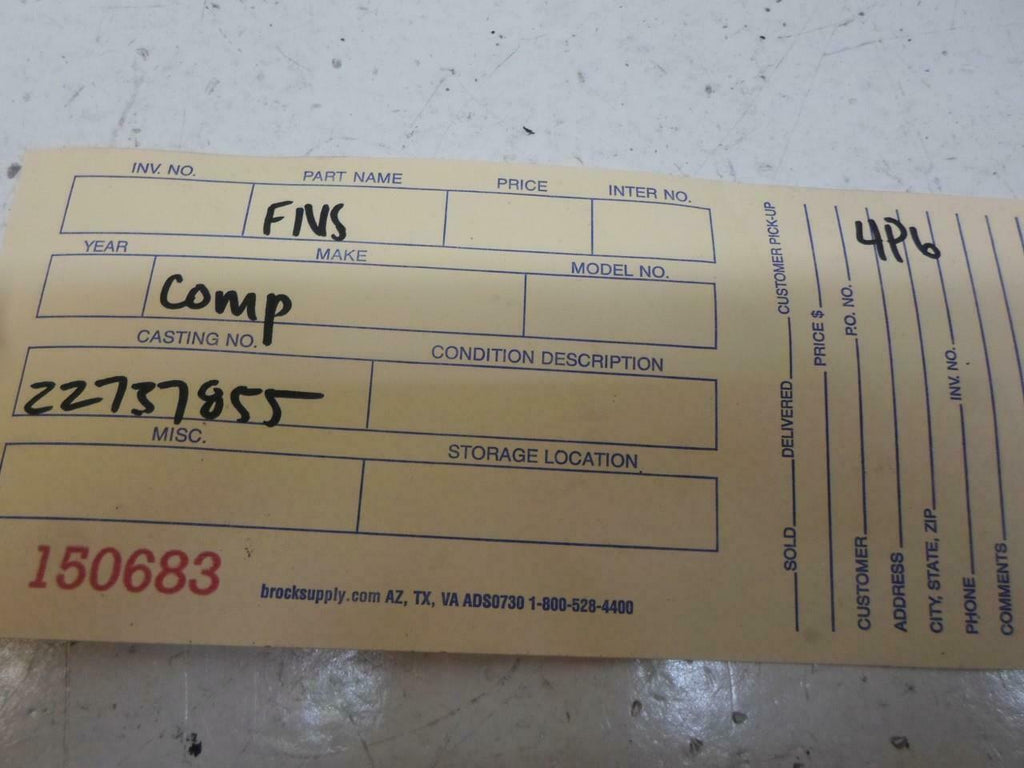 INV. NO. PART NAME PRICE INTER NO.
FNS
YEAR MAKE MODEL NO.
Comp
CASTING NO. CONDITION DESCRIPTION
22737855
MISC. STORAGE LOCATION
150683
brocksupply.com AZ, TX, VA ADS0730 1-800-528-4400
SOLD DELIVERED CUSTOMER PICK-UP
PRICE $
CUSTOMER P.O. NO.
ADDRESS
CITY, STATE, ZIP
PHONE INV. NO.
COMMENTS
4P6